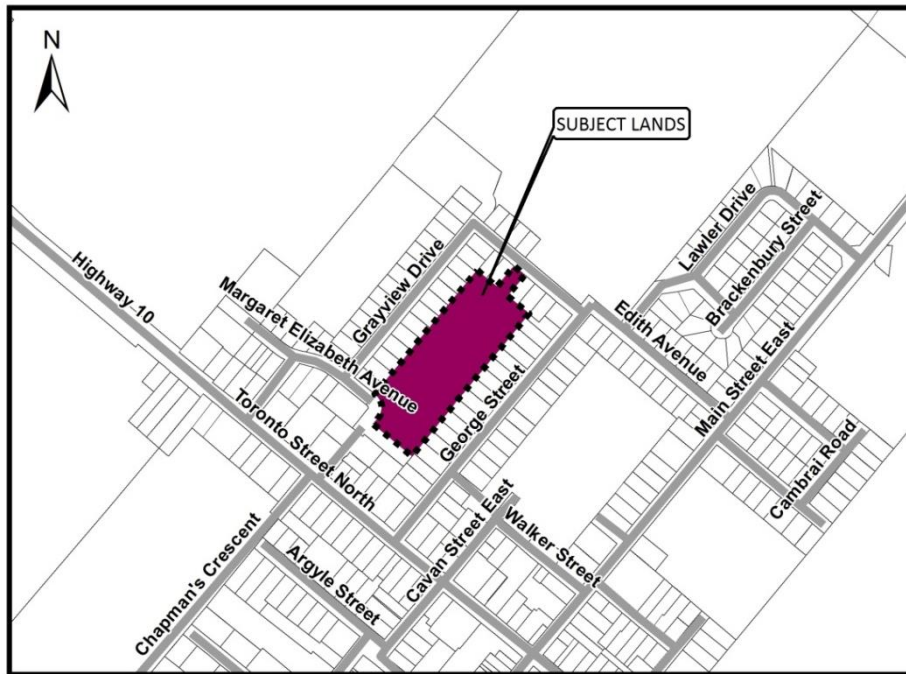 N
SUBJECT LANDS
Lawler Drive
Brackenbury Street
Grayview Drive
Highway 10
Margaret Elizabeth Avenue
Edith Avenue
Main Street East
Toronto Street North
George Street
Cambrai Road
Cavan Street East
Walker Street
Chapman's Crescent
Argyle Street